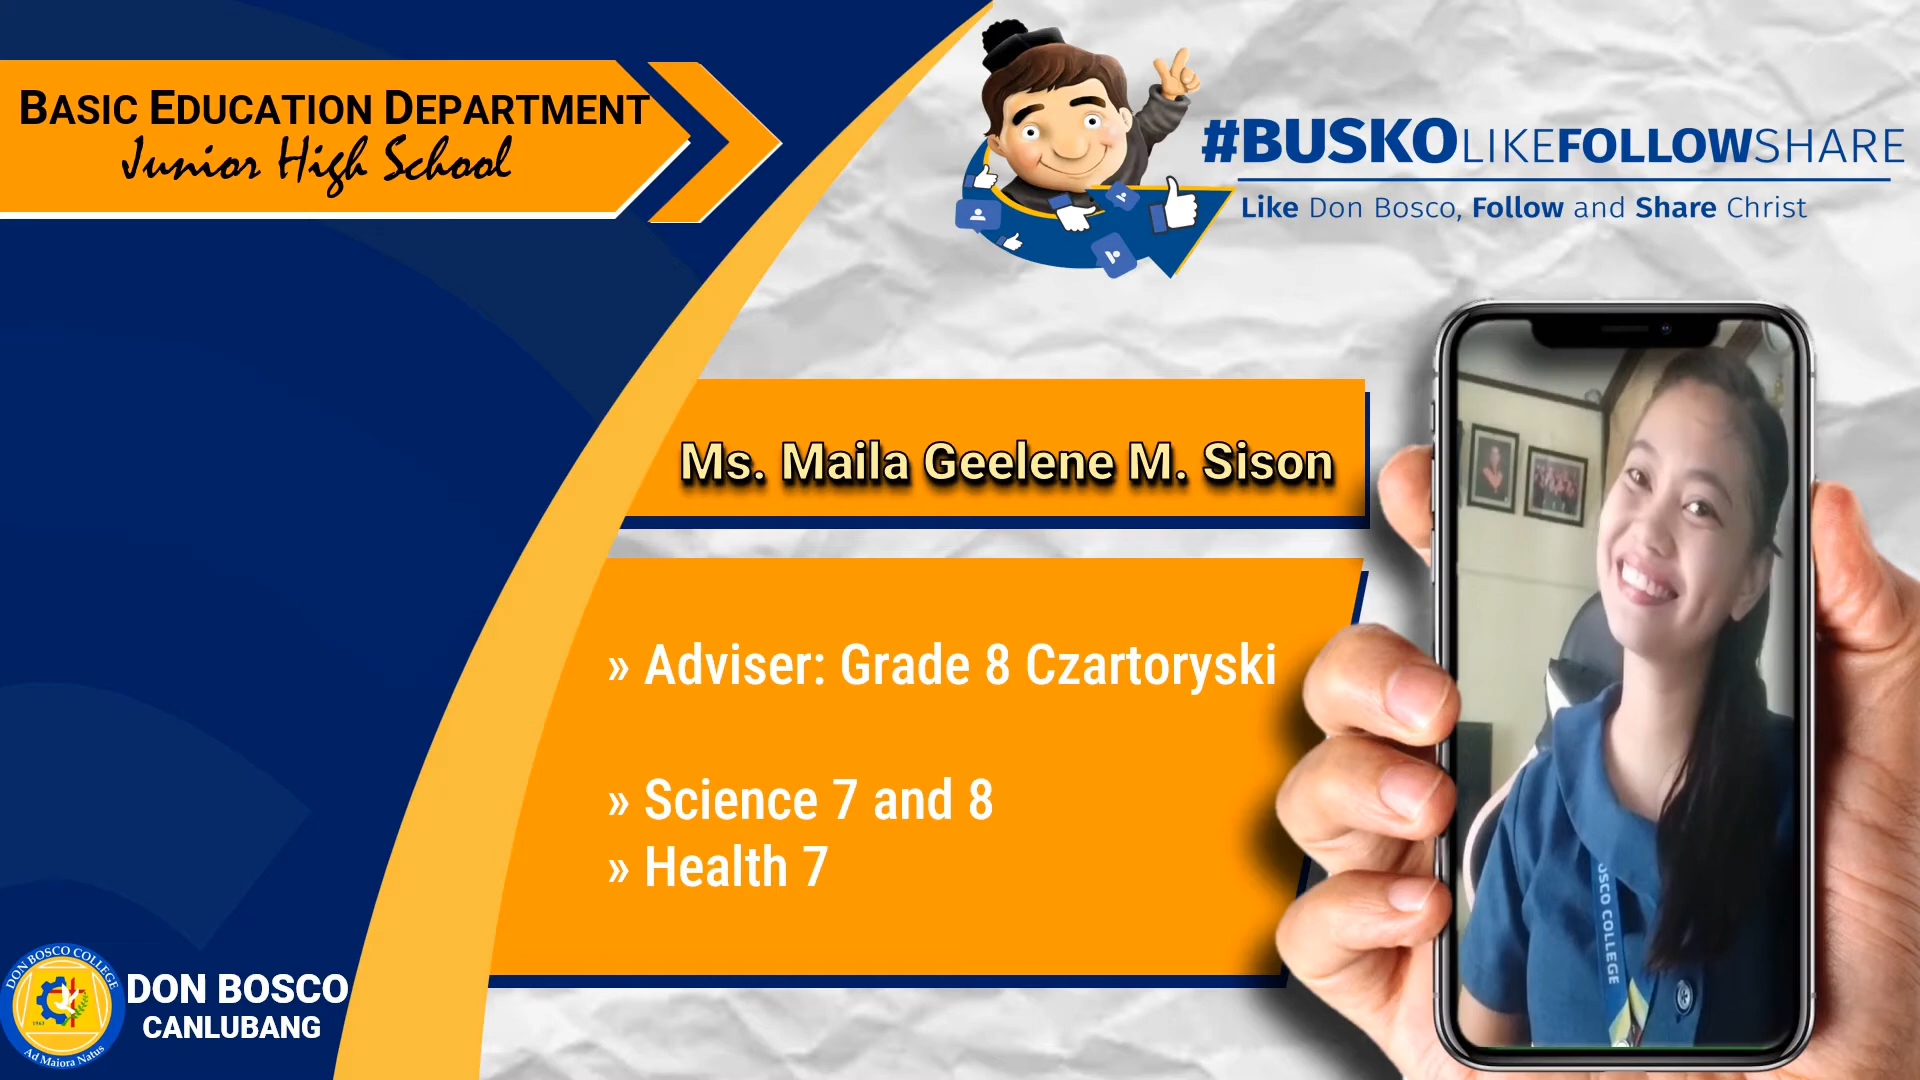 BASIC EDUCATION DEPARTMENT
Junior High School
#BUSKOLIKEFOLLOWSHARE
Like Don Bosco, Follow and Share Christ
Ms. Maila Geelene M. Sison
» Adviser: Grade 8 Czartoryski
» Science 7 and 8
» Health 7
OSCO COLLEGE
DON BOSCO COLLEGE
1963
Ad Maiora Natus
DON BOSCO
CANLUBANG